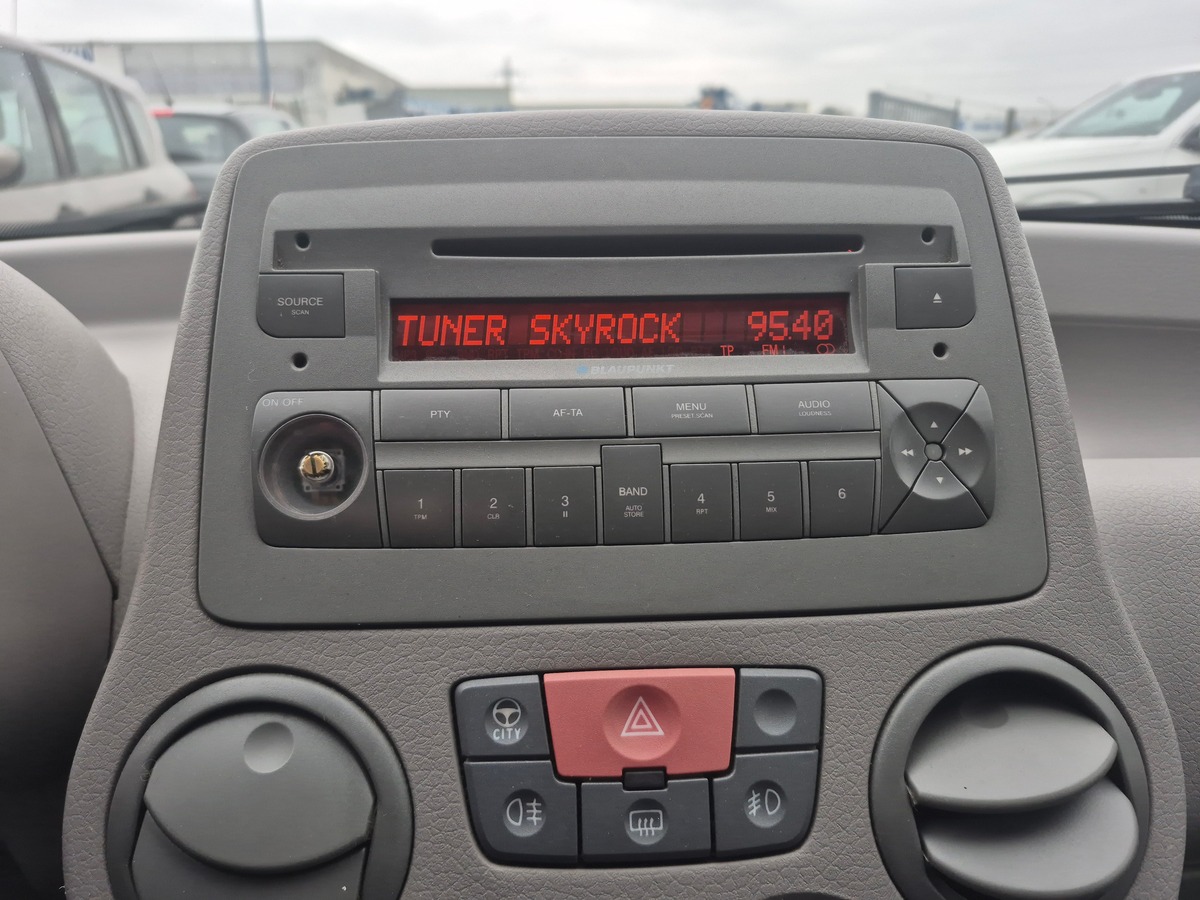 SOURCE
SCAN
TUNER SKYROCK 95.40
TP FM I
BLAUPUNKT
ON OFF
PTY
AF-TA
MENU
PRESET SCAN
AUDIO
LOUDNESS
1
TPM
2
CLR
3
BAND
AUTO
STORE
4
RPT
5
MIX
6
CITY